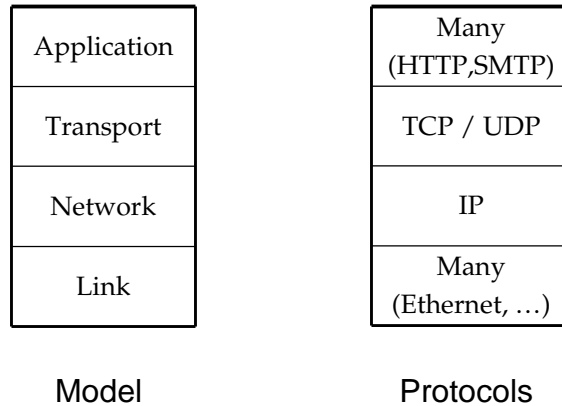 Application
Transport
Network
Link
Model
Many
(HTTP,SMTP)
TCP / UDP
IP
Many
(Ethernet, …)
Protocols